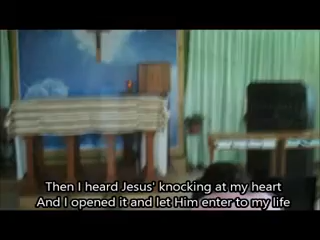 Then I heard Jesus' knocking at my heart
And I opened it and let Him enter to my life